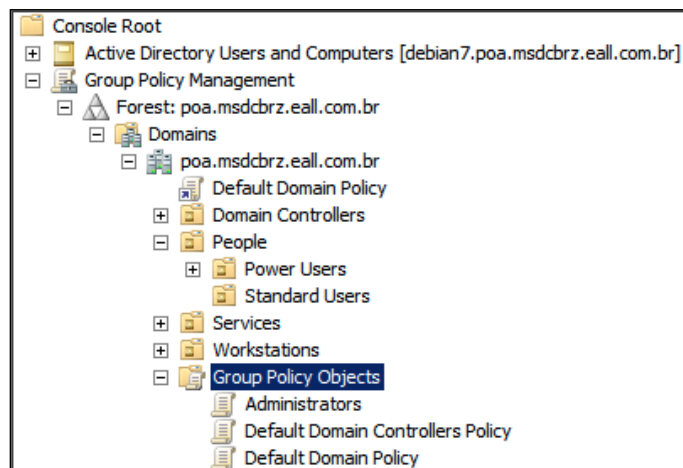 Console Root
Active Directory Users and Computers [debian7.poa.msdcbrz.eall.com.br]
Group Policy Management
Forest: poa.msdcbrz.eall.com.br
Domains
poa.msdcbrz.eall.com.br
Default Domain Policy
Domain Controllers
People
Power Users
Standard Users
Services
Workstations
Group Policy Objects
Administrators
Default Domain Controllers Policy
Default Domain Policy